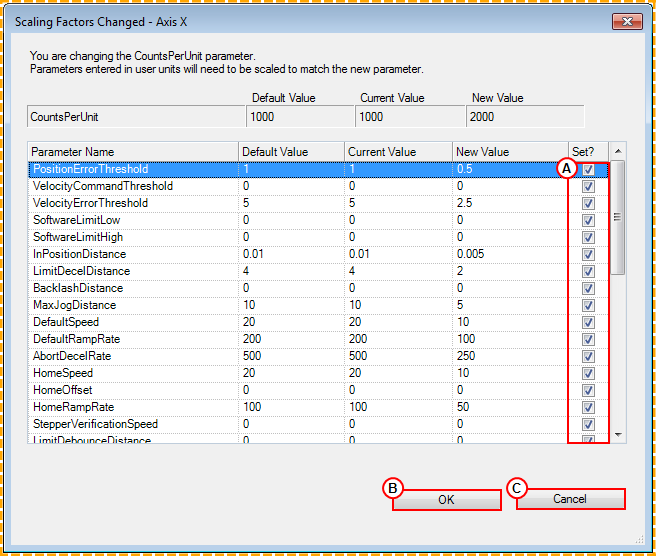 Scaling Factors Changed - Axis X
You are changing the CountsPerUnit parameter.
Parameters entered in user units will need to be scaled to match the new parameter.
Default Value Current Value New Value
CountsPerUnit 1000 1000 2000
Parameter Name Default Value Current Value New Value Set?
PositionErrorThreshold 1 1 0.5 A
VelocityCommandThreshold 0 0 0
VelocityErrorThreshold 5 5 2.5
SoftwareLimitLow 0 0 0
SoftwareLimitHigh 0 0 0
InPositionDistance 0.01 0.01 0.005
LimitDecelDistance 4 4 2
BacklashDistance 0 0 0
MaxJogDistance 10 10 5
DefaultSpeed 20 20 10
DefaultRampRate 200 200 100
AbortDecelRate 500 500 250
HomeSpeed 20 20 10
HomeOffset 0 0 0
HomeRampRate 100 100 50
StepperVerificationSpeed 0 0 0
LimitDebounceDistance 0 0 0
B OK C Cancel